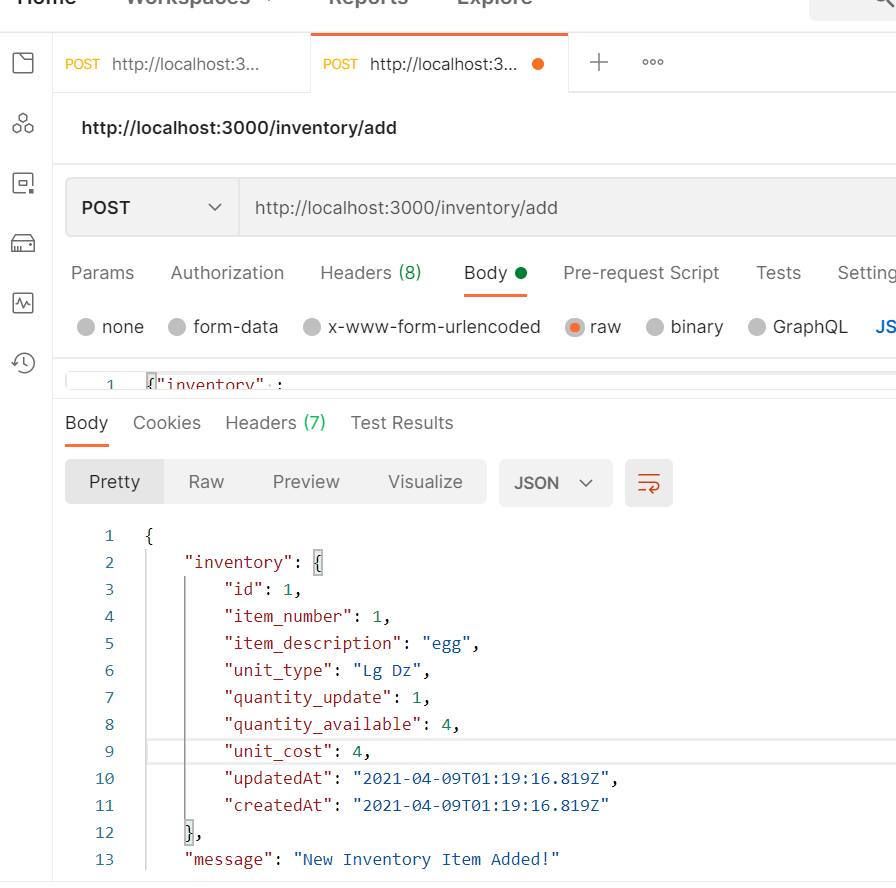 Home Workspaces Reports Explore
POST http://localhost:3... POST http://localhost:3...
http://localhost:3000/inventory/add
POST http://localhost:3000/inventory/add
Params Authorization Headers (8) Body Pre-request Script Tests Setting
none form-data x-www-form-urlencoded raw binary GraphQL JS
1 {"inventory" :
Body Cookies Headers (7) Test Results
Pretty Raw Preview Visualize JSON
1 {
2 "inventory": {
3 "id": 1,
4 "item_number": 1,
5 "item_description": "egg",
6 "unit_type": "Lg Dz",
7 "quantity_update": 1,
8 "quantity_available": 4,
9 "unit_cost": 4,
10 "updatedAt": "2021-04-09T01:19:16.819Z",
11 "createdAt": "2021-04-09T01:19:16.819Z"
12 },
13 "message": "New Inventory Item Added!"